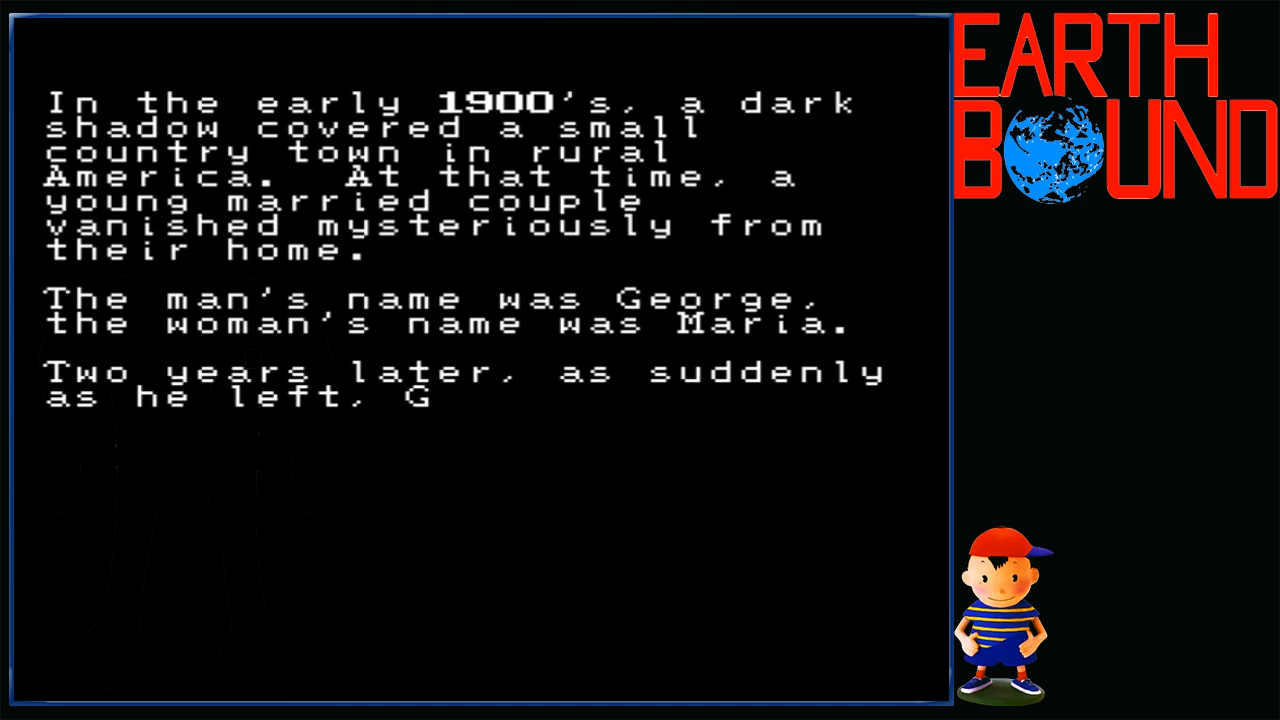 In the early 1900's, a dark
shadow covered a small
country town in rural
America. At that time, a
young married couple
vanished mysteriously from
their home.
The man's name was George,
the woman's name was Maria.
Two years later, as suddenly
as he left, G
EARTH
BOUND